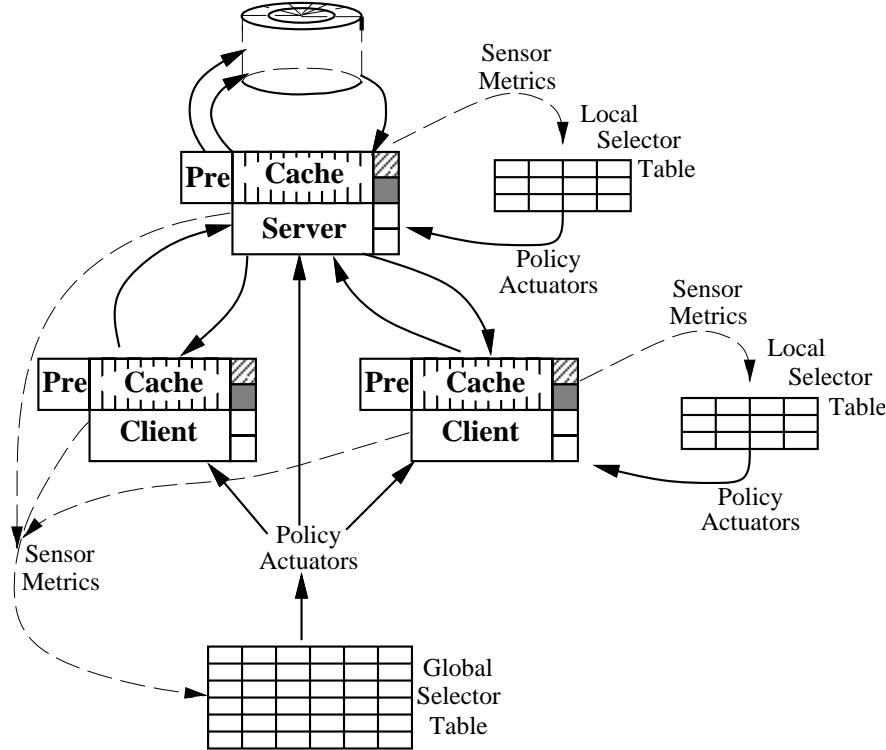 Sensor
Metrics
Local
Selector
Table
Pre
Cache
Server
Policy
Actuators
Sensor
Metrics
Local
Selector
Table
Pre
Cache
Client
Pre
Cache
Client
Policy
Actuators
Policy
Actuators
Sensor
Metrics
Global
Selector
Table